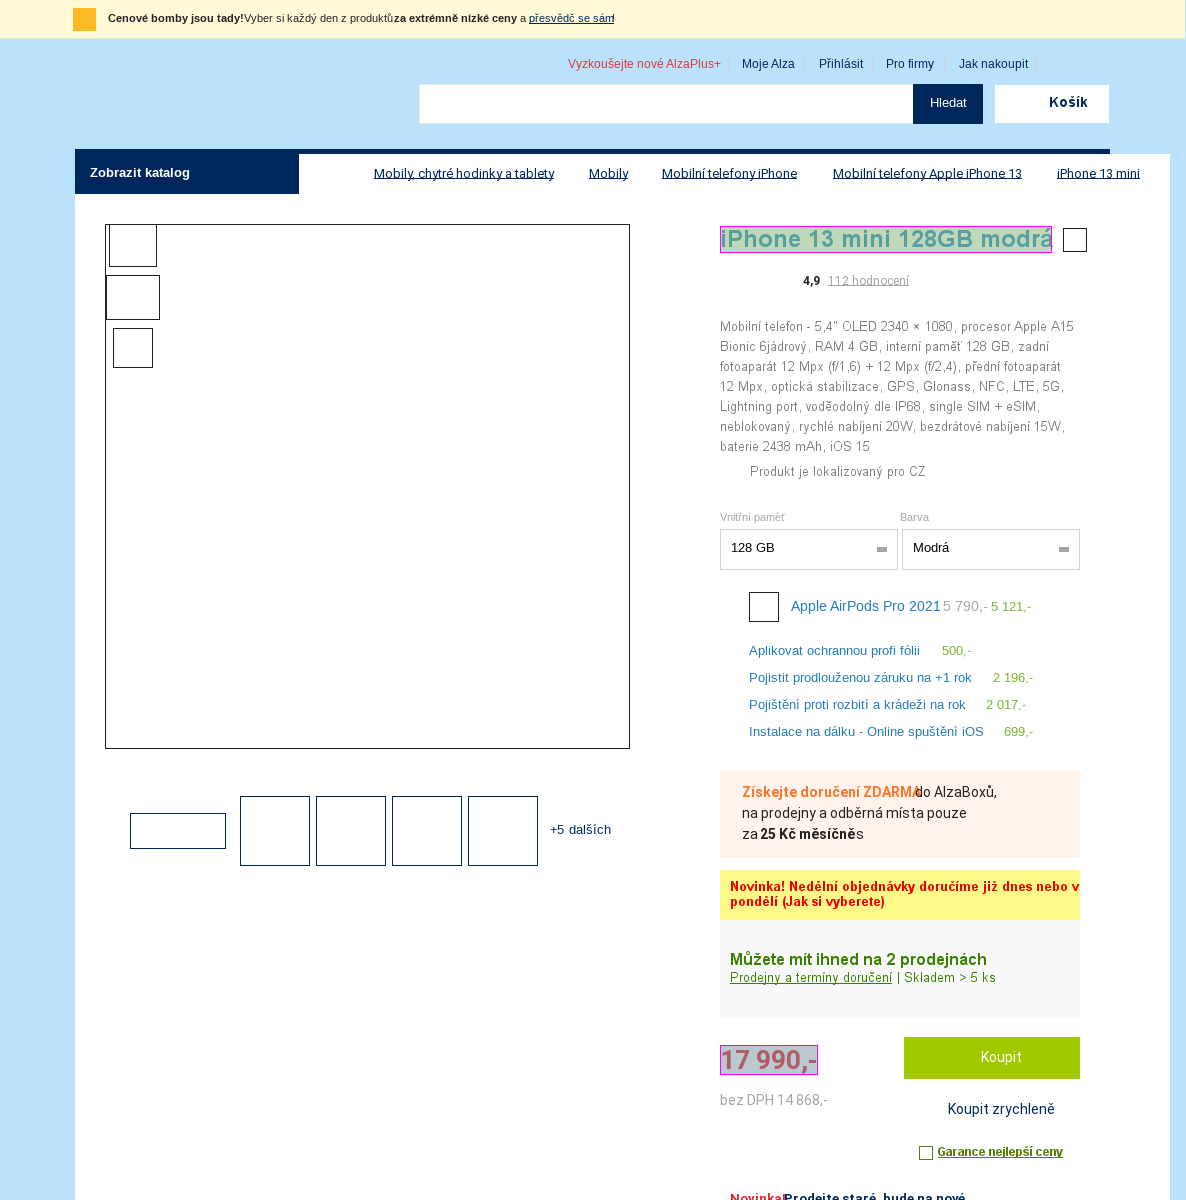 Cenové bomby jsou tady! Vyber si každý den z produktů za extrémně nízké ceny a přesvědč se sám!
Vyzkoušejte nové AlzaPlus+ Moje Alza Přihlásit Pro firmy Jak nakoupit
Hledat Košík
Zobrazit katalog Mobily, chytré hodinky a tablety Mobily Mobilní telefony iPhone Mobilní telefony Apple iPhone 13 iPhone 13 mini
iPhone 13 mini 128GB modrá
4,9 112 hodnocení
Mobilní telefon - 5,4" OLED 2340 × 1080, procesor Apple A15
Bionic 6jádrový, RAM 4 GB, interní paměť 128 GB, zadní
fotoaparát 12 Mpx (f/1,6) + 12 Mpx (f/2,4), přední fotoaparát
12 Mpx, optická stabilizace, GPS, Glonass, NFC, LTE, 5G,
Lightning port, voděodolný dle IP68, single SIM + eSIM,
neblokovaný, rychlé nabíjení 20W, bezdrátové nabíjení 15W,
baterie 2438 mAh, iOS 15
Produkt je lokalizovaný pro CZ
Vnitřní paměť Barva
128 GB Modrá
Apple AirPods Pro 2021 5 790,- 5 121,-
Aplikovat ochrannou profi fólii 500,-
Pojistit prodlouženou záruku na +1 rok 2 196,-
Pojištění proti rozbití a krádeži na rok 2 017,-
Instalace na dálku - Online spuštění iOS 699,-
Získejte doručení ZDARMA do AlzaBoxů,
na prodejny a odběrná místa pouze
za 25 Kč měsíčně s
+5 dalších
Novinka! Nedělní objednávky doručíme již dnes nebo v
pondělí (Jak si vyberete)
Můžete mít ihned na 2 prodejnách
Prodejny a termíny doručení | Skladem > 5 ks
17 990,- Koupit
bez DPH 14 868,-
Koupit zrychleně
Garance nejlepší ceny
Novinka! Prodejte staré, bude na nové